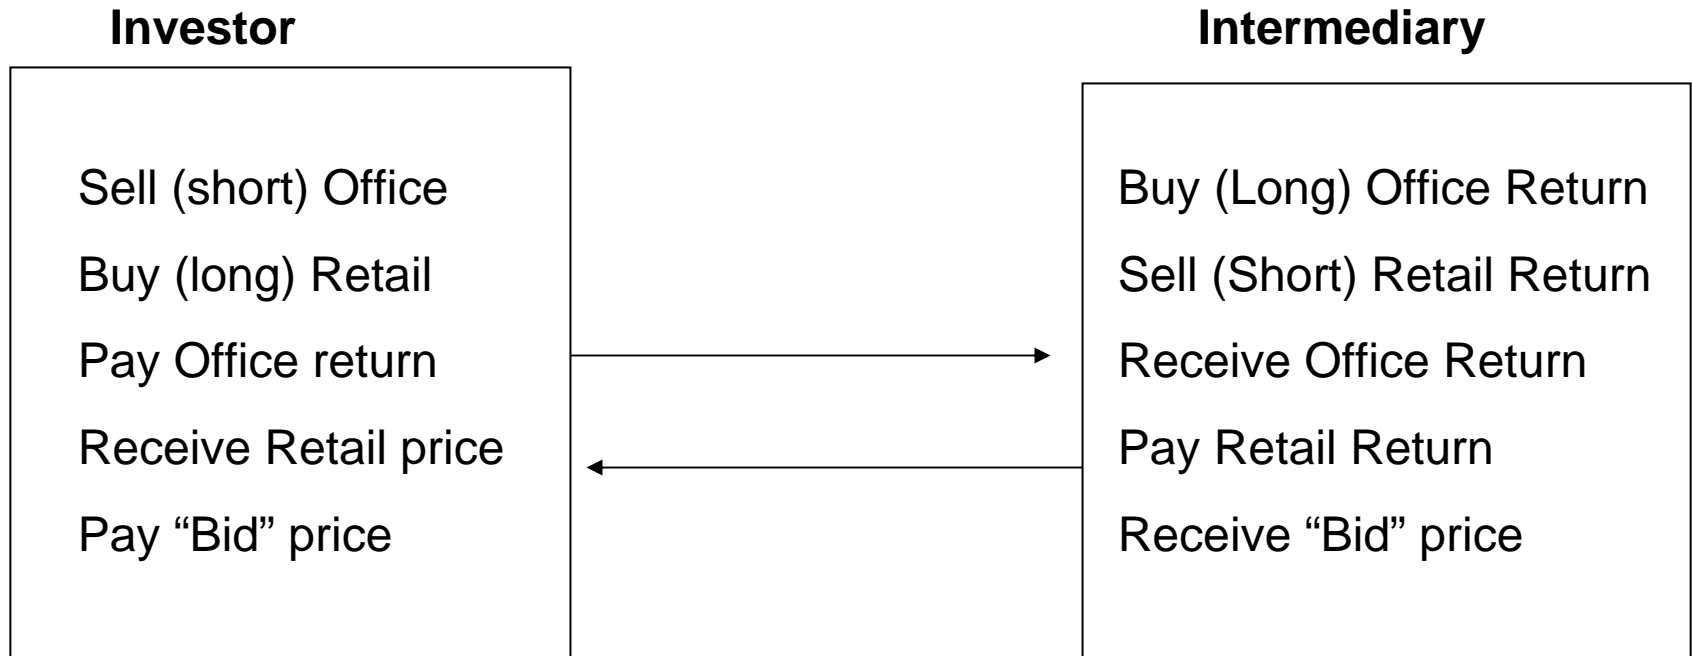 Investor
Sell (short) Office
Buy (long) Retail
Pay Office return
Receive Retail price
Pay “Bid” price
Intermediary
Buy (Long) Office Return
Sell (Short) Retail Return
Receive Office Return
Pay Retail Return
Receive “Bid” price